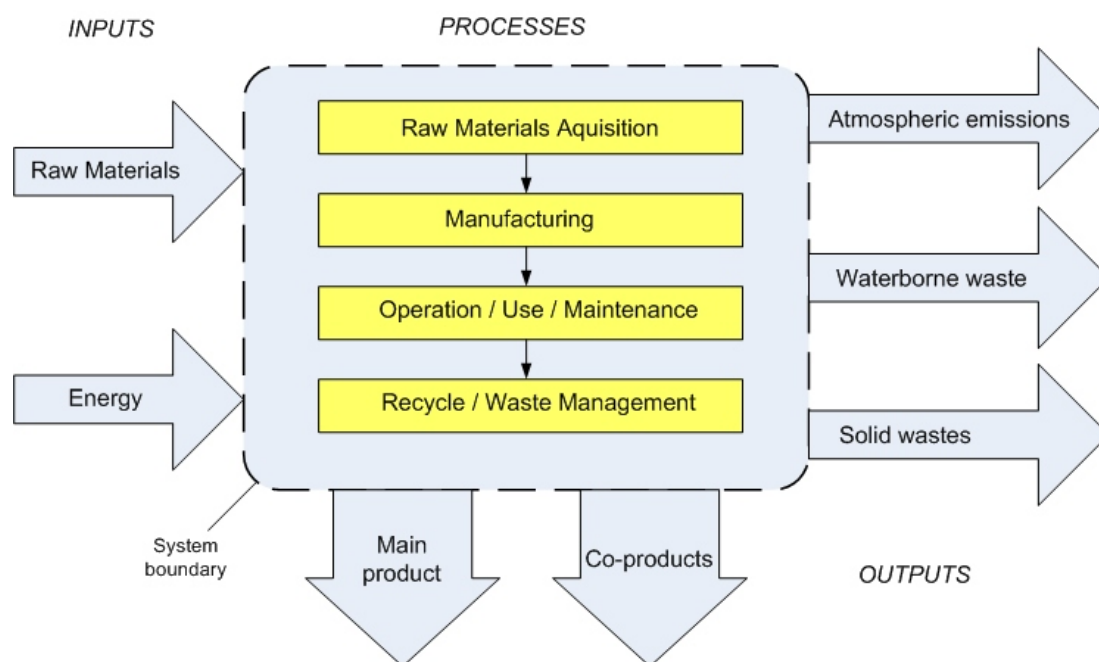 INPUTS
PROCESSES
Raw Materials Aquisition
Atmospheric emissions
Raw Materials
Manufacturing
Waterborne waste
Operation / Use / Maintenance
Energy
Recycle / Waste Management
Solid wastes
System
boundary
Main
product
Co-products
OUTPUTS